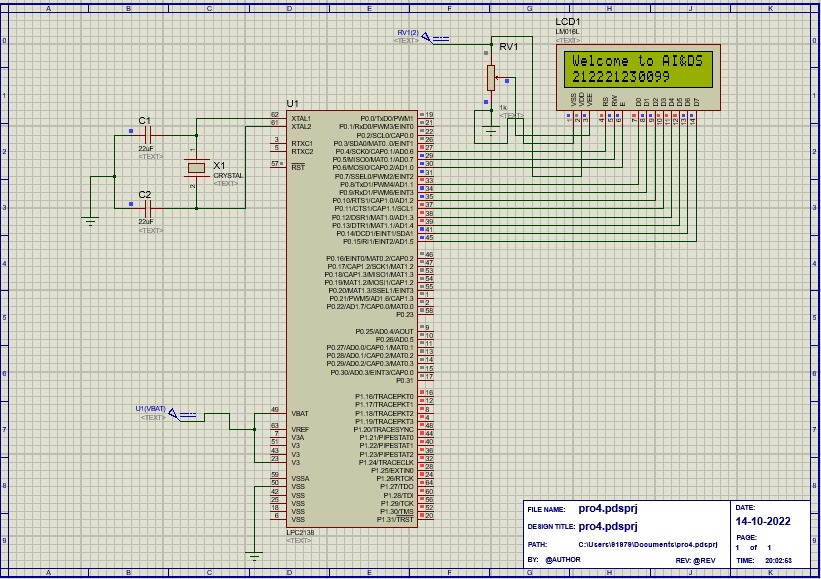 A B C D E F G H J K
0 1 2 3 4 5 6 7 8 9
RV1(2)
<TEXT>
RV1
1k
<TEXT>
LCD1
LM016L
<TEXT>
Welcome to AI&DS
212221230099
VSS VDD VEE RS RW E D0 D1 D2 D3 D4 D5 D6 D7
1 2 3 4 5 6 7 8 9 10 11 12 13 14
C1
22uF
<TEXT>
X1
CRYSTAL
<TEXT>
1
2
C2
22uF
<TEXT>
U1
62 XTAL1
61 XTAL2
3 RTXC1
5 RTXC2
57 RST
P0.0/TxD0/PWM1 19
P0.1/RxD0/PWM3/EINT0 21
P0.2/SCL0/CAP0.0 22
P0.3/SDA0/MAT0.0/EINT1 26
P0.4/SCK0/CAP0.1/AD0.6 27
P0.5/MISO0/MAT0.1/AD0.7 29
P0.6/MOSI0/CAP0.2/AD1.0 30
P0.7/SSEL0/PWM2/EINT2 31
P0.8/TxD1/PWM4/AD1.1 33
P0.9/RxD1/PWM6/EINT3 34
P0.10/RTS1/CAP1.0/AD1.2 35
P0.11/CTS1/CAP1.1/SCL1 37
P0.12/DSR1/MAT1.0/AD1.3 38
P0.13/DTR1/MAT1.1/AD1.4 39
P0.14/DCD1/EINT1/SDA1 41
P0.15/RI1/EINT2/AD1.5 45
P0.16/EINT0/MAT0.2/CAP0.2 46
P0.17/CAP1.2/SCK1/MAT1.2 47
P0.18/CAP1.3/MISO1/MAT1.3 53
P0.19/MAT1.2/MOSI1/CAP1.2 54
P0.20/MAT1.3/SSEL1/EINT3 55
P0.21/PWM5/AD1.6/CAP1.3 1
P0.22/AD1.7/CAP0.0/MAT0.0 2
P0.23 58
P0.25/AD0.4/AOUT 9
P0.26/AD0.5 10
P0.27/AD0.0/CAP0.1/MAT0.1 11
P0.28/AD0.1/CAP0.2/MAT0.2 13
P0.29/AD0.2/CAP0.3/MAT0.3 14
P0.30/AD0.3/EINT3/CAP0.0 15
P0.31 17
P1.16/TRACEPKT0 16
P1.17/TRACEPKT1 12
P1.18/TRACEPKT2 8
P1.19/TRACEPKT3 4
P1.20/TRACESYNC 48
P1.21/PIPESTAT0 44
P1.22/PIPESTAT1 40
P1.23/PIPESTAT2 36
P1.24/TRACECLK 32
P1.25/EXTIN0 28
P1.26/RTCK 24
P1.27/TDO 64
P1.28/TDI 60
P1.29/TCK 56
P1.30/TMS 52
P1.31/TRST 20
U1(VBAT)
<TEXT>
49 VBAT
63 VREF
7 V3A
51 V3
43 V3
23 V3
59 VSSA
50 VSS
42 VSS
25 VSS
18 VSS
6 VSS
LPC2138
<TEXT>
FILE NAME: pro4.pdsprj
DESIGN TITLE: pro4.pdsprj
PATH: C:\Users\91979\Documents\pro4.pdsprj
BY: @AUTHOR REV: @REV
DATE:
14-10-2022
PAGE:
1 of 1
TIME: 20:02:53
A B C D E F G H J K